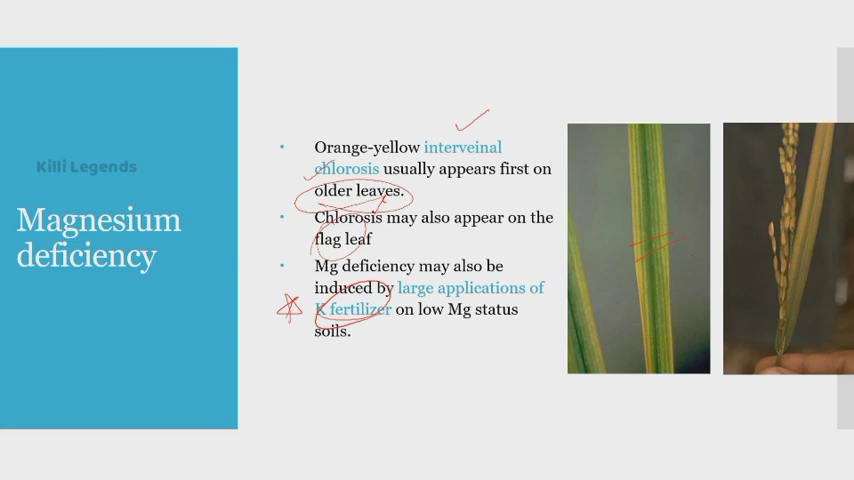 Killi Legends
Magnesium
deficiency
• Orange-yellow interveinal
chlorosis usually appears first on
older leaves.
• Chlorosis may also appear on the
flag leaf
• Mg deficiency may also be
induced by large applications of
K fertilizer on low Mg status
soils.